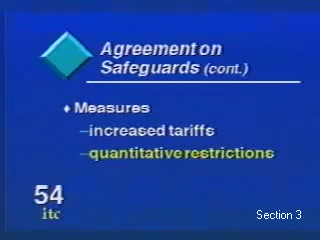 Agreement on
Safeguards (cont.)
♦ Measures
–increased tariffs
–quantitative restrictions
54
itc
Section 3